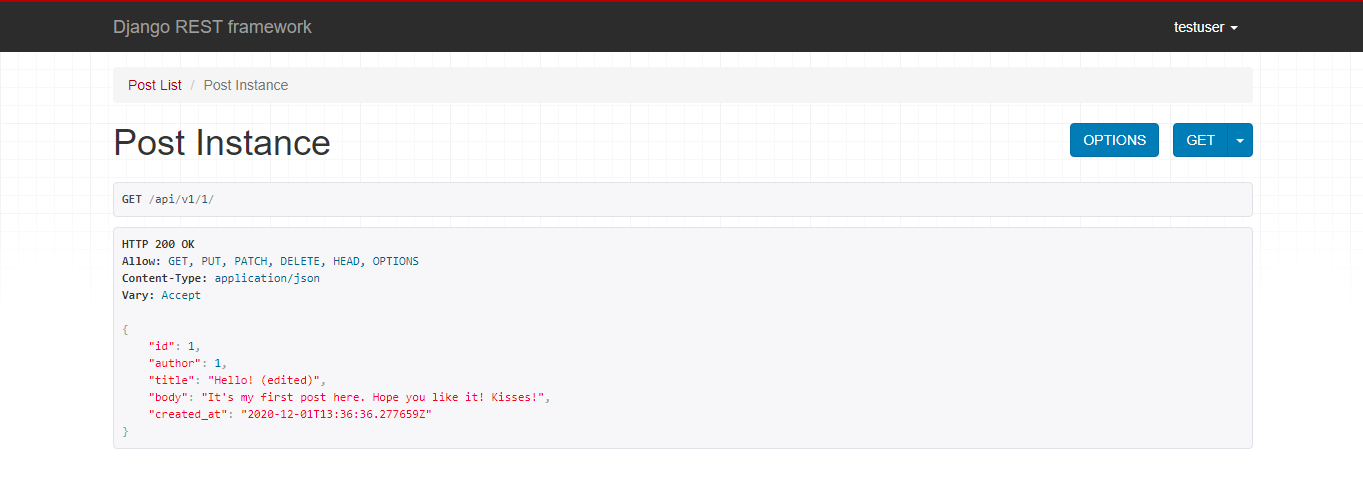 Django REST framework
testuser
Post List / Post Instance
Post Instance
OPTIONS
GET
GET /api/v1/1/
HTTP 200 OK
Allow: GET, PUT, PATCH, DELETE, HEAD, OPTIONS
Content-Type: application/json
Vary: Accept
{
    "id": 1,
    "author": 1,
    "title": "Hello! (edited)",
    "body": "It's my first post here. Hope you like it! Kisses!",
    "created_at": "2020-12-01T13:36:36.277659Z"
}